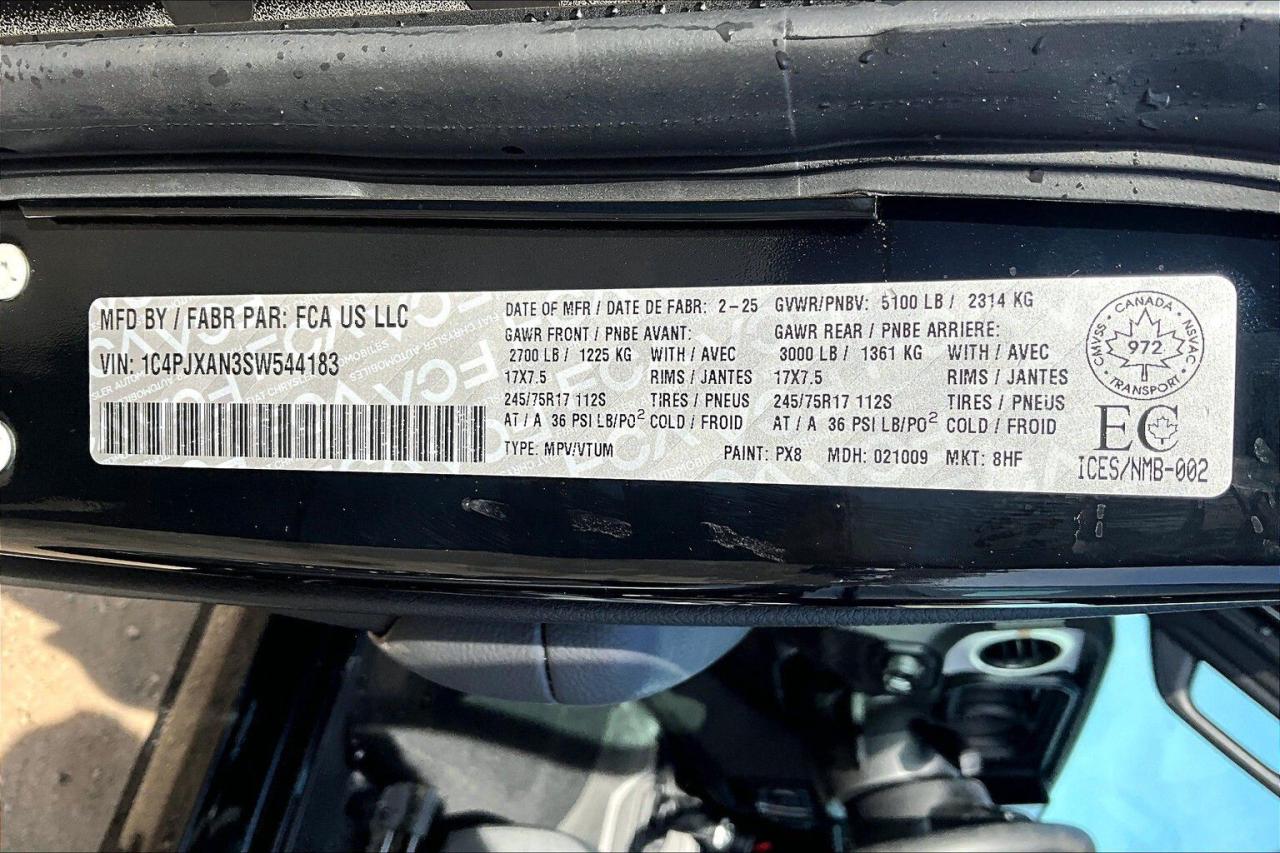 MFD BY / FABR PAR: FCA US LLC
VIN: 1C4PJXAN3SW544183
DATE OF MFR / DATE DE FABR: 2-25
GVWR/PNBV: 5100 LB / 2314 KG
GAWR FRONT / PNBE AVANT:
2700 LB / 1225 KG WITH / AVEC
17X7.5 RIMS / JANTES
245/75R17 112S TIRES / PNEUS
AT / A 36 PSI LB/PO² COLD / FROID
GAWR REAR / PNBE ARRIERE:
3000 LB / 1361 KG WITH / AVEC
17X7.5 RIMS / JANTES
245/75R17 112S TIRES / PNEUS
AT / A 36 PSI LB/PO² COLD / FROID
TYPE: MPV/VTUM PAINT: PX8 MDH: 021009 MKT: 8HF
CANADA
CMVSS 972 NSVAC
TRANSPORT
EC
ICES/NMB-002